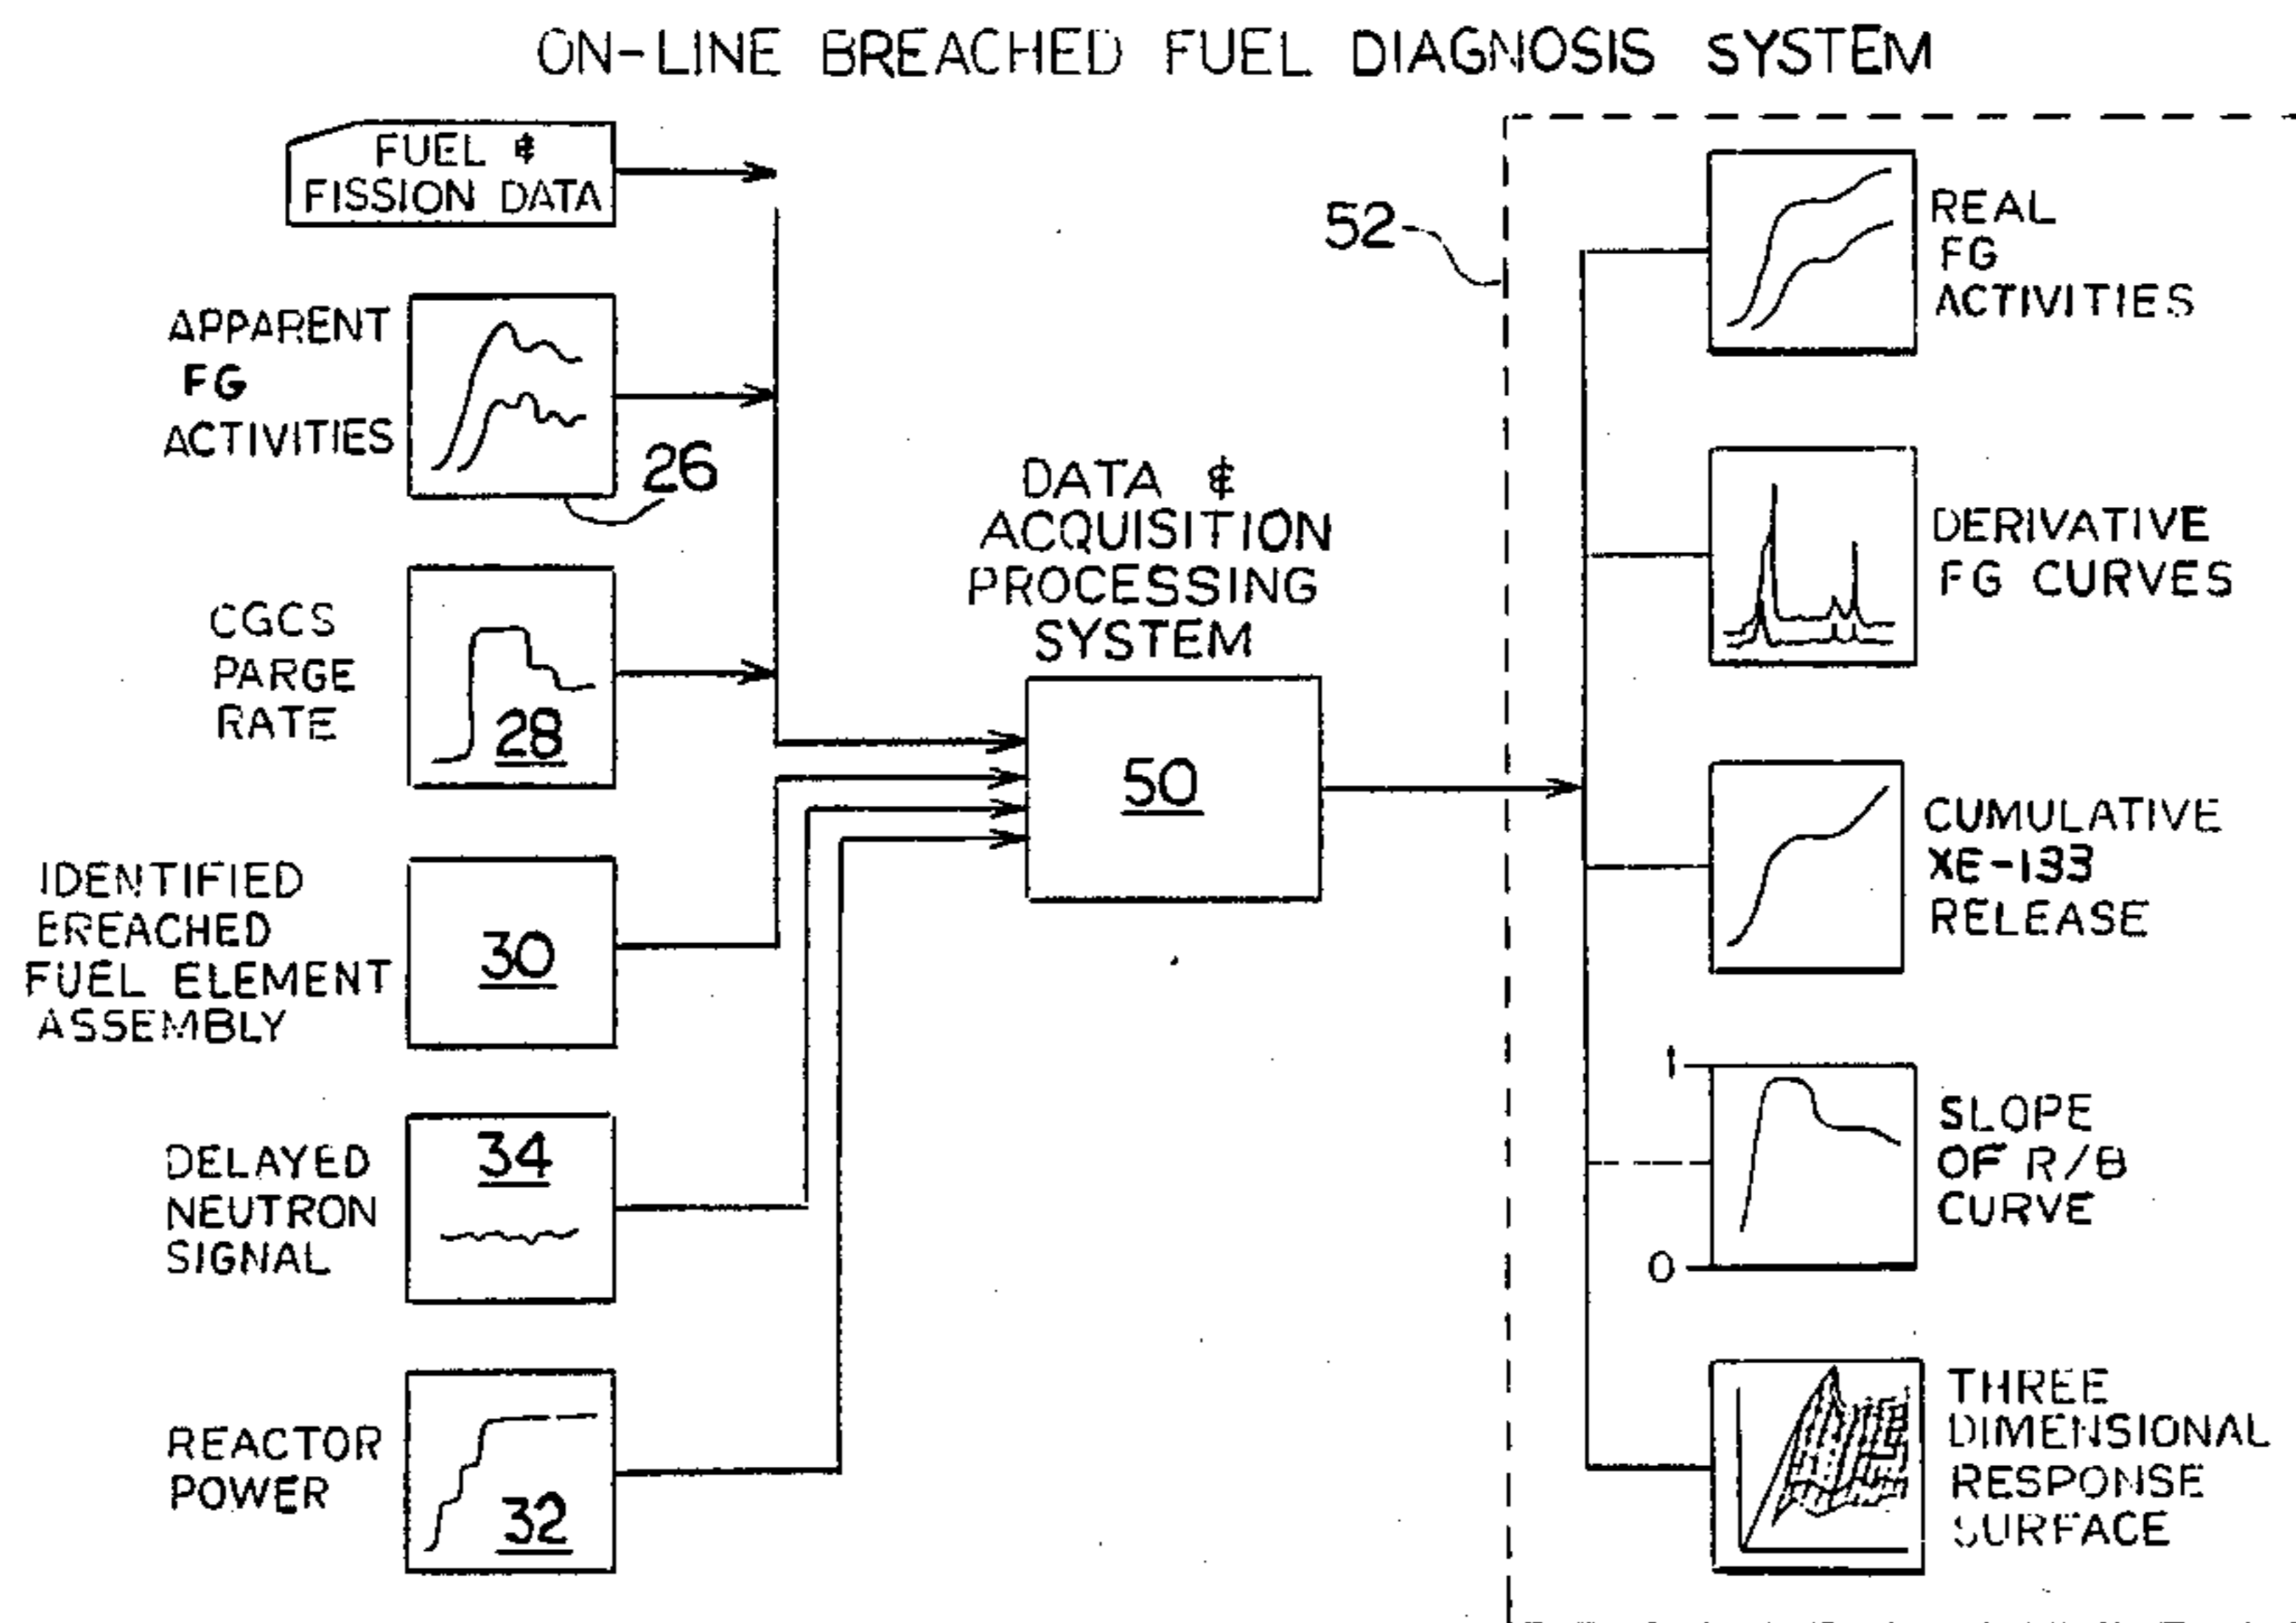 ON-LINE BREACHED FUEL DIAGNOSIS SYSTEM
FUEL &
FISSION DATA
APPARENT
FG
ACTIVITIES
26
CGCS
PARGE
RATE
28
IDENTIFIED
BREACHED
FUEL ELEMENT
ASSEMBLY
30
DELAYED
NEUTRON
SIGNAL
34
REACTOR
POWER
32
DATA &
ACQUISITION
PROCESSING
SYSTEM
50
52
REAL
FG
ACTIVITIES
DERIVATIVE
FG CURVES
CUMULATIVE
XE-133
RELEASE
1
0
SLOPE
OF R/B
CURVE
THREE
DIMENSIONAL
RESPONSE
SURFACE